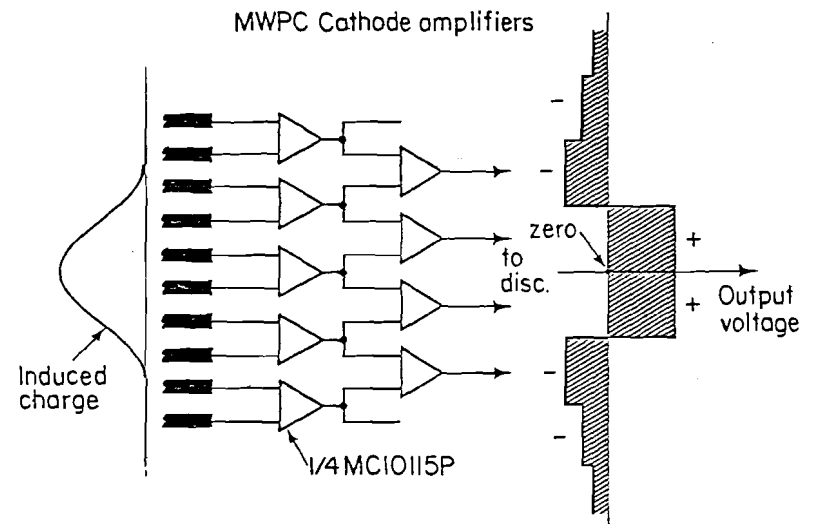 MWPC Cathode amplifiers
-
-
zero
+
to
disc.
+
Output
voltage
Induced
charge
-
-
1/4 MC10115P